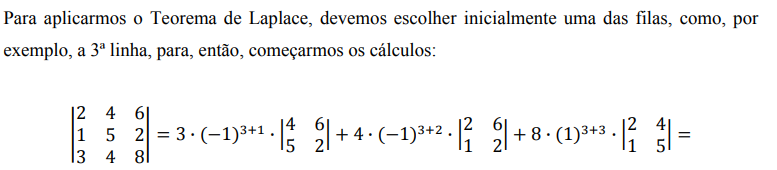 Para aplicarmos o Teorema de Laplace, devemos escolher inicialmente uma das filas, como, por
exemplo, a 3ª linha, para, então, começarmos os cálculos:
|2 4 6|
|1 5 2| = 3 · (−1)³⁺¹ · |4 6; 5 2| + 4 · (−1)³⁺² · |2 6; 1 2| + 8 · (1)³⁺³ · |2 4; 1 5| =
|3 4 8|